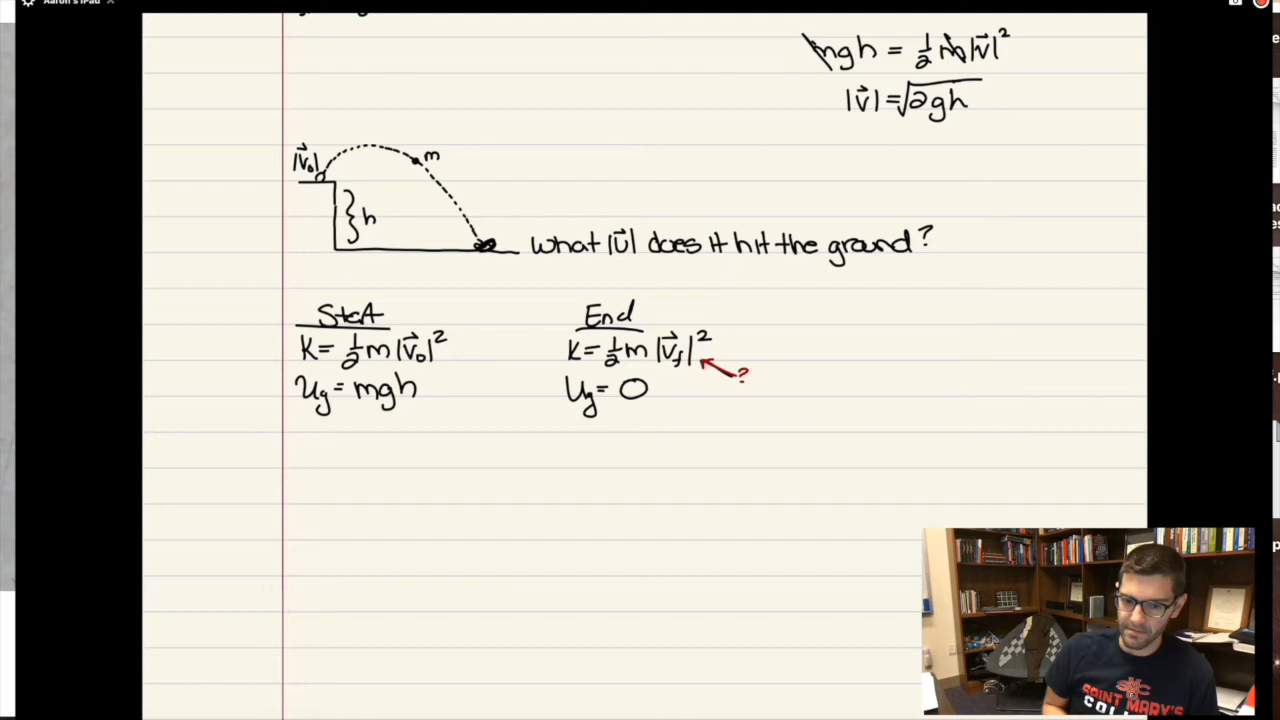 Aaron's iPad
mgh = 1/2 m|v⃗|²
|v⃗| = √2gh
|v⃗₀|
m
h
What |v⃗| does it hit the ground?
Start
End
K = 1/2 m |v⃗₀|²
K = 1/2 m |v⃗f|²
?
Ug = mgh
Ug = 0
SAINT MARY'S
COLL